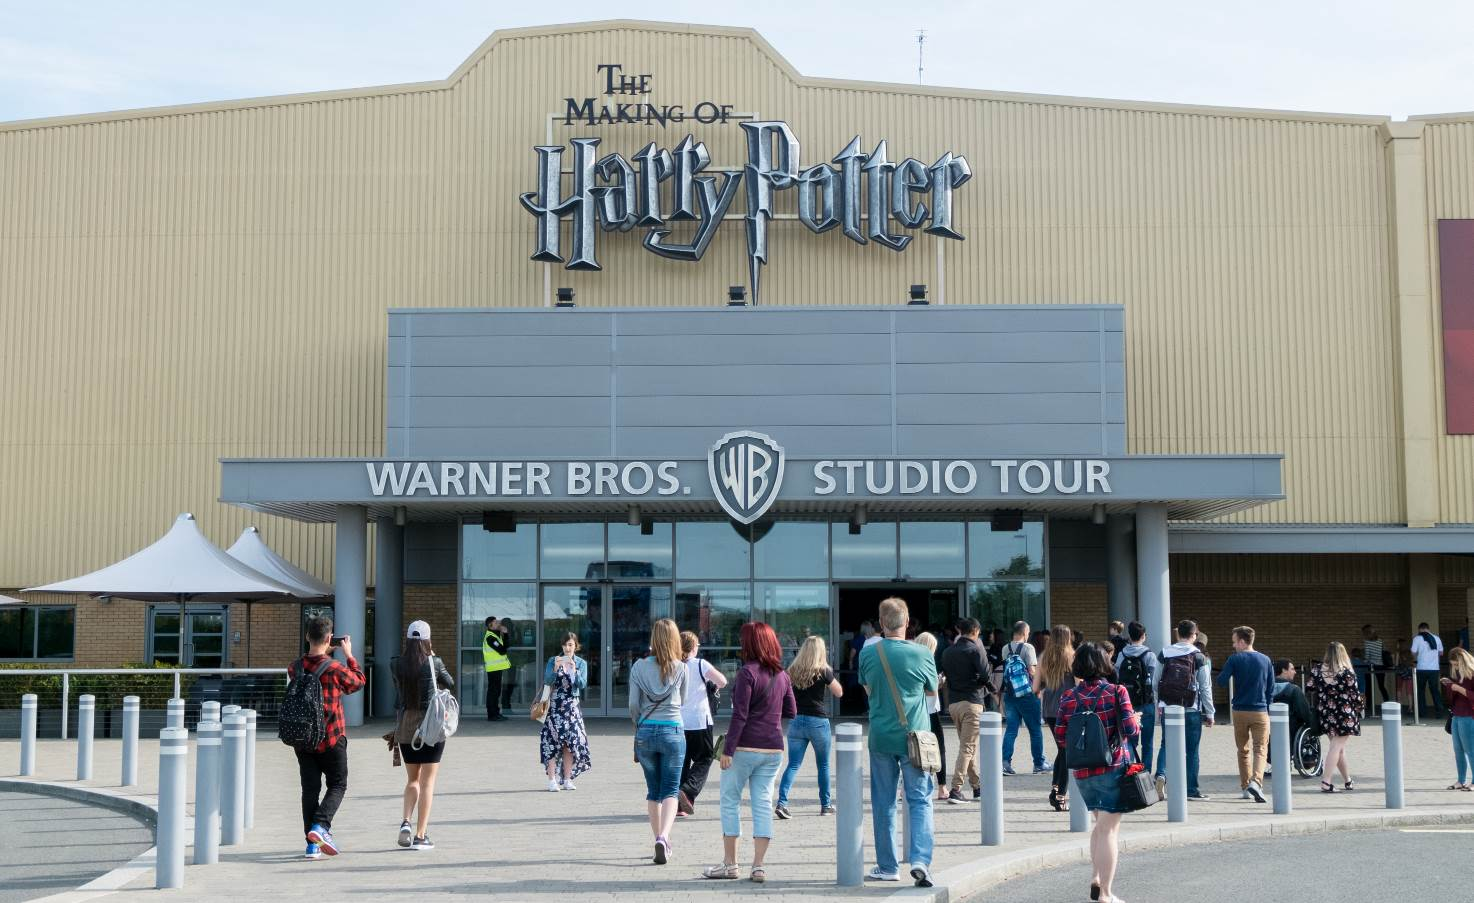 THE
MAKING OF
Harry Potter
WARNER BROS. WB STUDIO TOUR